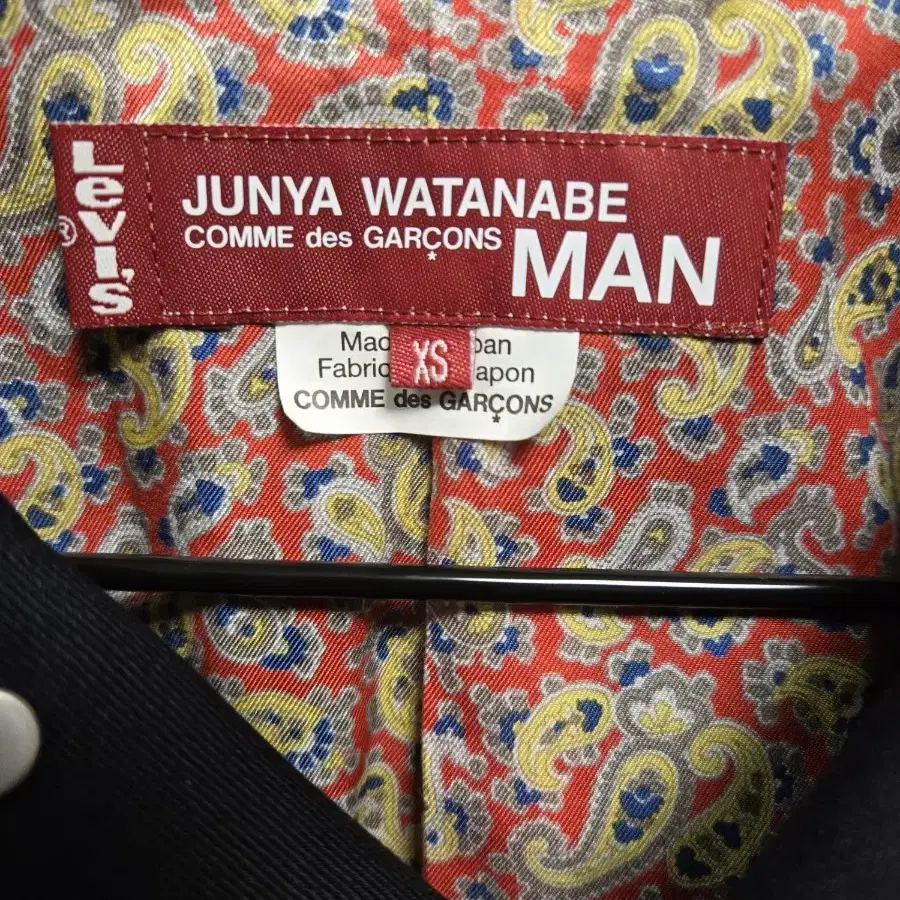 Levi's
®
JUNYA WATANABE
COMME des GARÇONS
MAN
XS
COMME des GARÇONS